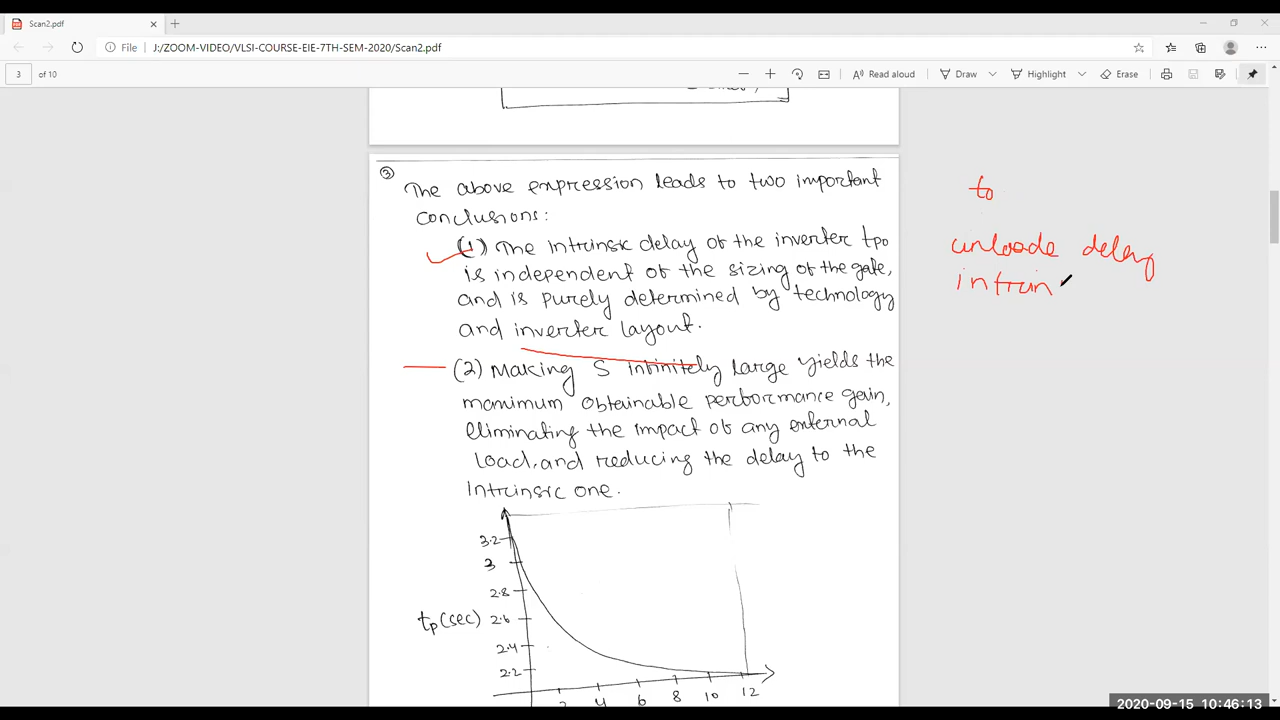 Scan2.pdf
File
J:/ZOOM-VIDEO/VLSI-COURSE-EIE-7TH-SEM-2020/Scan2.pdf
3 of 10
Read aloud
Draw
Highlight
Erase
③
The above expression leads to two important
conclusions:
(1) The intrinsic delay of the inverter tpo
is independent of the sizing of the gate,
and is purely determined by technology
and inverter layout.
(2) Making S infinitely large yields the
maximum obtainable performance gain,
eliminating the impact of any external
load, and reducing the delay to the
intrinsic one.
to
unloade delay
intrin
3.2
3
2.8
tp(sec) 2.6
2.4
2.2
2 4 6 8 10 12
2020-09-15 10:46:13